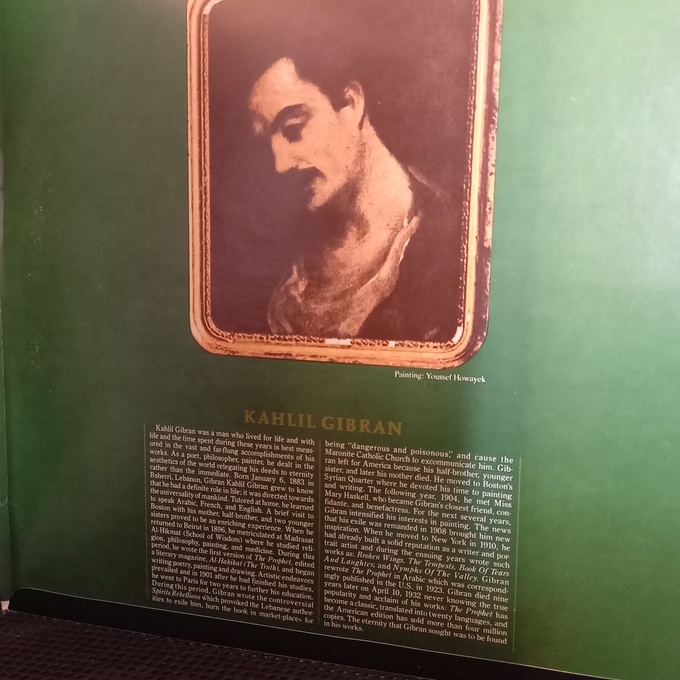 Painting: Youssef Howayek
KAHLIL GIBRAN
Kahlil Gibran was a man who lived for life and with
life and the time spent during these years is best meas-
ured in the vast and far-flung accomplishments of his
works. As a poet, philosopher, painter, he dealt in the
aesthetics of the world relegating his deeds to eternity
rather than the immediate. Born January 6, 1883 in
Bsherri, Lebanon, Gibran Kahlil Gibran grew to know
that he had a definite role in life; it was directed towards
the universality of mankind. Tutored at home, he learned
to speak Arabic, French, and English. A brief visit to
Boston with his mother, half-brother, and two younger
sisters proved to be an enriching experience. When he
returned to Beirut in 1896, he matriculated at Madrasat
Al-Hikmat (School of Wisdom) where he studied reli-
gion, philosophy, painting, and medicine. During this
period, he wrote the first version of The Prophet, edited
a literary magazine, Al-Hakikat (The Truth), and began
writing poetry, painting and drawing. Artistic endeavors
prevailed and in 1901 after he had finished his studies,
he went to Paris for two years to further his education.
During this period, Gibran wrote the controversial
Spirits Rebellious which provoked the Lebanese author-
ities to exile him, burn the book in market-place for
being "dangerous and poisonous," and cause the
Maronite Catholic Church to excommunicate him. Gib-
ran left for America because his half-brother, younger
sister, and later his mother died. He moved to Boston's
Syrian Quarter where he devoted his time to painting
and writing. The following year, 1904, he met Miss
Mary Haskell, who became Gibran's closest friend, con-
fidante, and benefactress. For the next several years,
Gibran intensified his interests in painting. The news
that his exile was remanded in 1908 brought him new
inspiration. When he moved to New York in 1910, he
had already built a solid reputation as a writer and por-
trait artist and during the ensuing years wrote such
works as: Broken Wings, The Tempests, Book Of Tears
And Laughter, and Nymphs Of The Valley. Gibran
rewrote The Prophet in Arabic which was correspond-
ingly published in the U.S. in 1923. Gibran died nine
years later on April 10, 1932 never knowing the true
popularity and acclaim of his works. The Prophet has
become a classic, translated into twenty languages, and
the American edition has sold more than four million
copies. The eternity that Gibran sought was to be found
in his works.